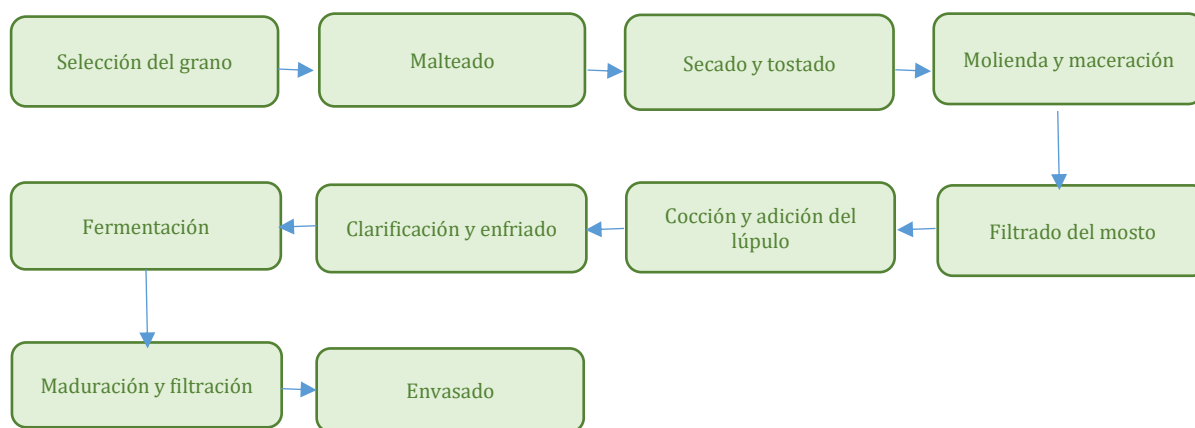 Selección del grano
Malteado
Secado y tostado
Molienda y maceración
Filtrado del mosto
Cocción y adición del
lúpulo
Clarificación y enfriado
Fermentación
Maduración y filtración
Envasado